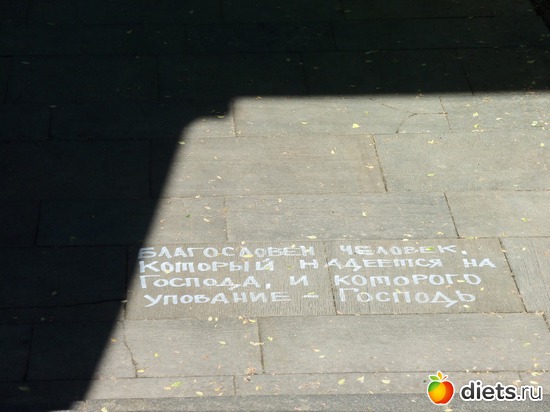 Благословен человек,
Который надеется на
Господа, и которого
упование – Господь
diets.ru